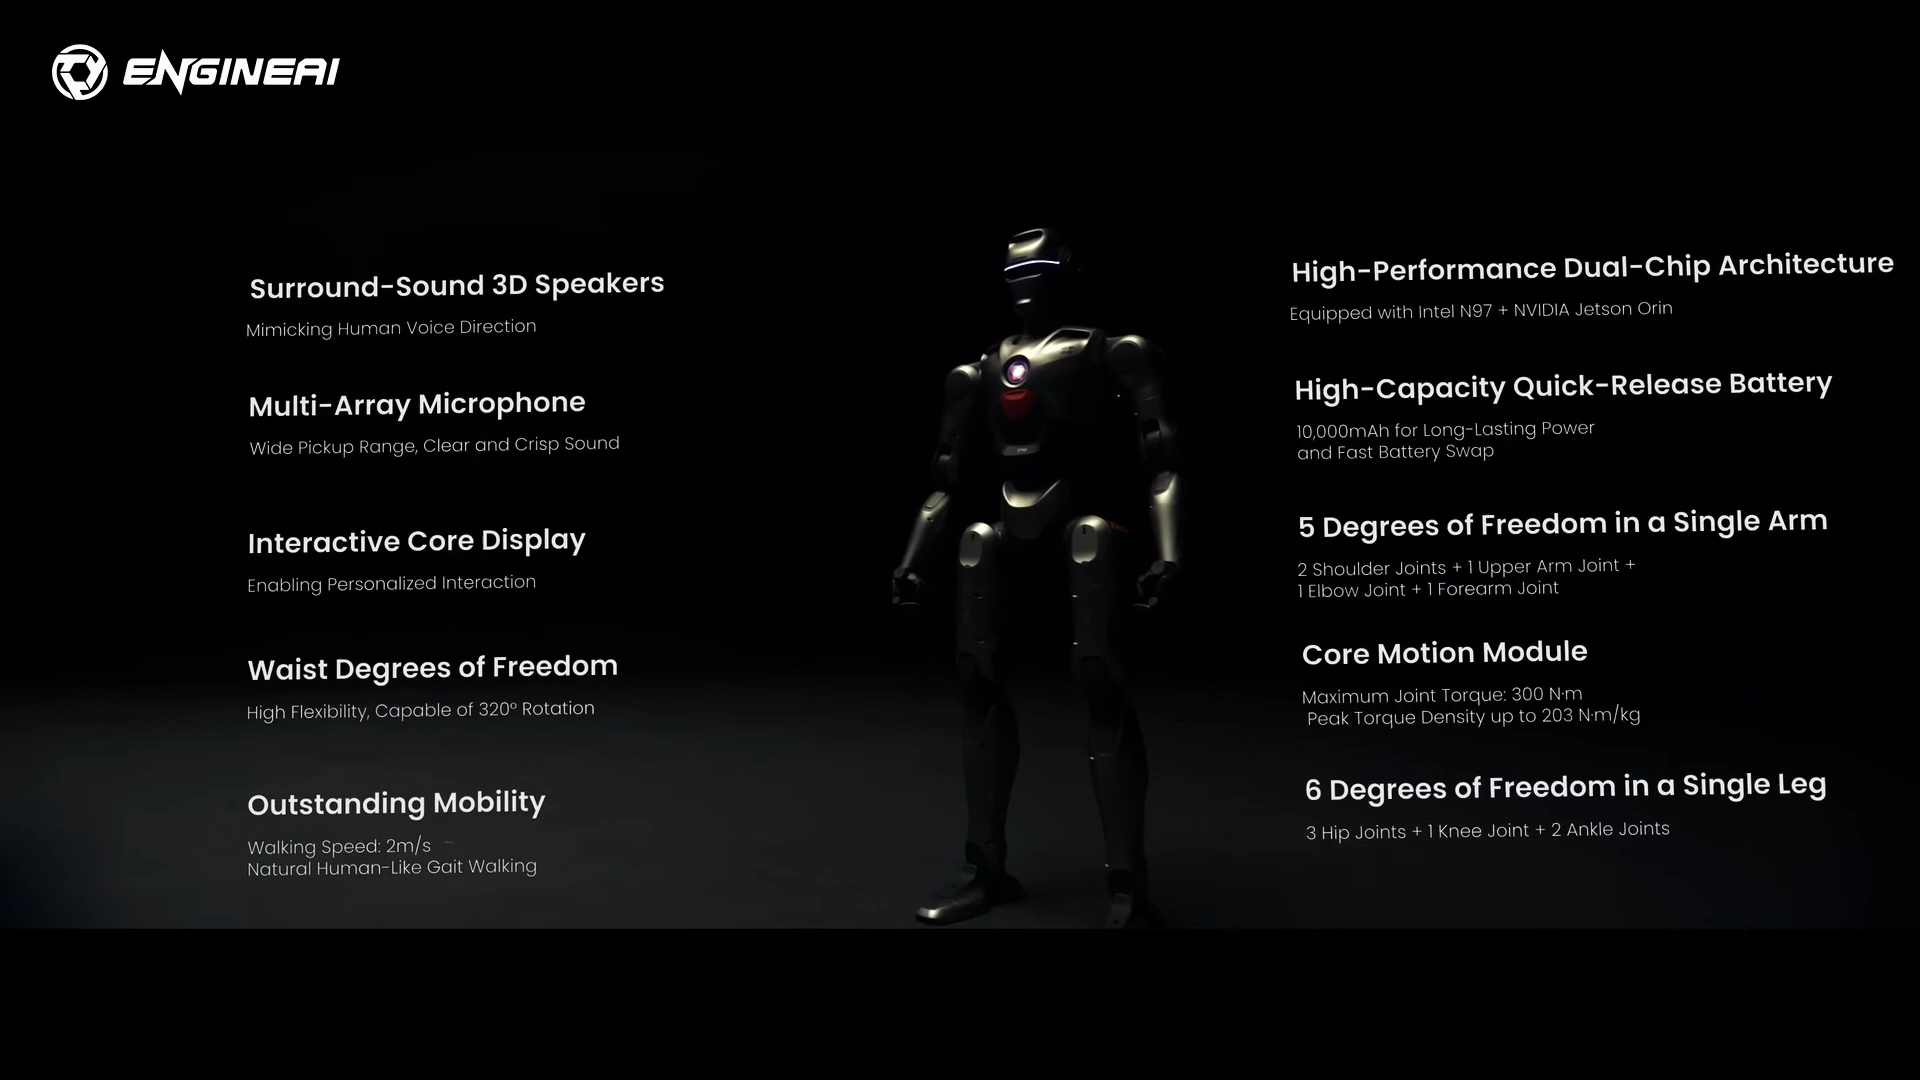 ENGINEAI
Surround-Sound 3D Speakers
Mimicking Human Voice Direction
Multi-Array Microphone
Wide Pickup Range, Clear and Crisp Sound
Interactive Core Display
Enabling Personalized Interaction
Waist Degrees of Freedom
High Flexibility, Capable of 320° Rotation
Outstanding Mobility
Walking Speed: 2m/s
Natural Human-Like Gait Walking
High-Performance Dual-Chip Architecture
Equipped with Intel N97 + NVIDIA Jetson Orin
High-Capacity Quick-Release Battery
10,000mAh for Long-Lasting Power
and Fast Battery Swap
5 Degrees of Freedom in a Single Arm
2 Shoulder Joints + 1 Upper Arm Joint +
1 Elbow Joint + 1 Forearm Joint
Core Motion Module
Maximum Joint Torque: 300 N·m
Peak Torque Density up to 203 N·m/kg
6 Degrees of Freedom in a Single Leg
3 Hip Joints + 1 Knee Joint + 2 Ankle Joints